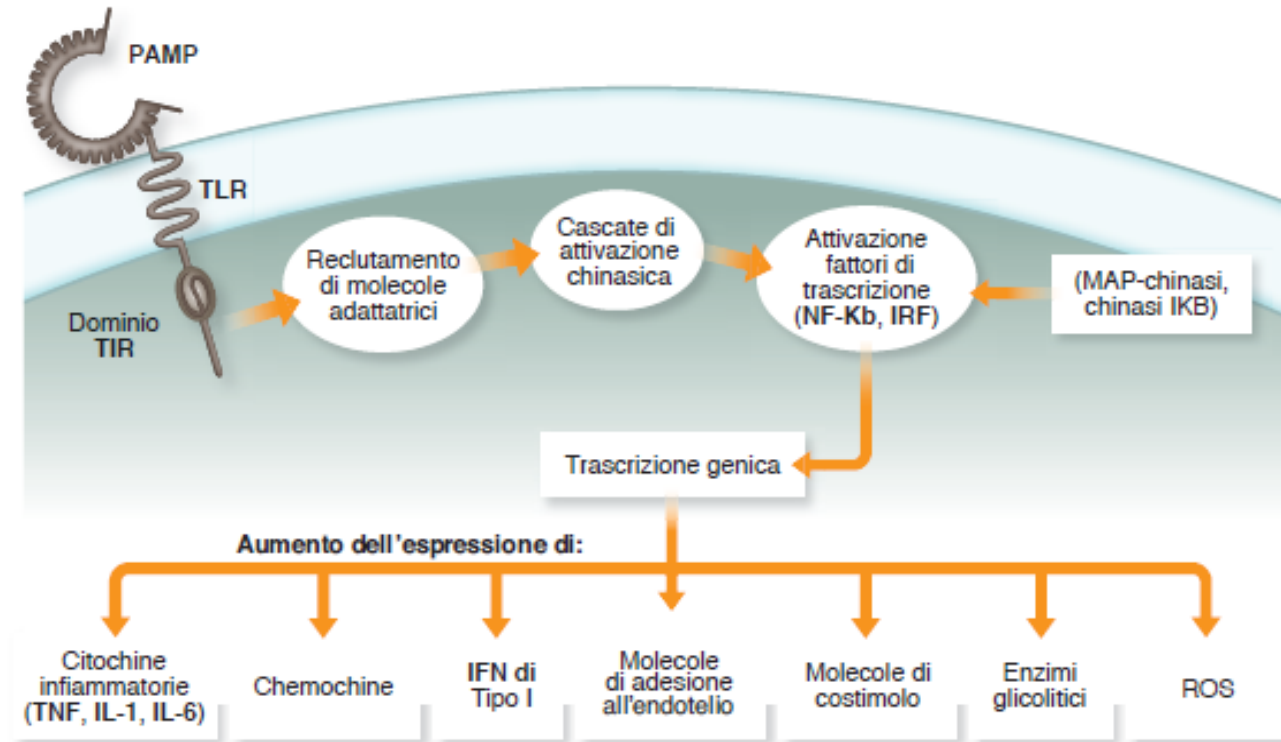 PAMP
TLR
Dominio
TIR
Reclutamento
di molecole
adattatrici
Cascate di
attivazione
chinasica
Attivazione
fattori di
trascrizione
(NF-Kb, IRF)
(MAP-chinasi,
chinasi IKB)
Trascrizione genica
Aumento dell'espressione di:
Citochine
infiammatorie
(TNF, IL-1, IL-6)
Chemochine
IFN di
Tipo I
Molecole
di adesione
all'endotelio
Molecole di
costimolo
Enzimi
glicolitici
ROS